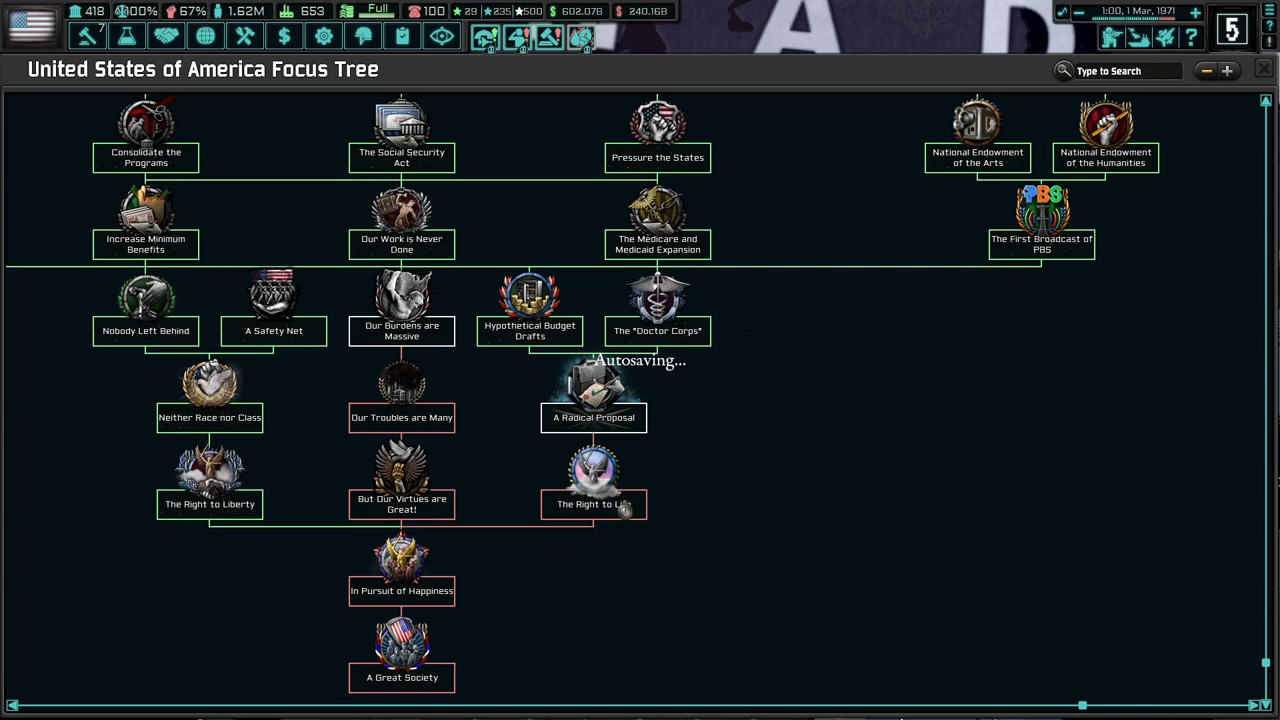 418 100% 67% 1.62M 653 Full 100 29 235 500 $ 602.078 $ 240.168
1:00, 1 Mar, 1971
5
7
A D
United States of America Focus Tree
Type to Search
Consolidate the
Programs
The Social Security
Act
Pressure the States
National Endowment
of the Arts
National Endowment
of the Humanities
PBS
Increase Minimum
Benefits
Our Work is Never
Done
The Medicare and
Medicaid Expansion
The First Broadcast of
PBS
Nobody Left Behind
A Safety Net
Our Burdens are
Massive
Hypothetical Budget
Drafts
The "Doctor Corps"
Autosaving...
Neither Race nor Class
Our Troubles are Many
A Radical Proposal
The Right to Liberty
But Our Virtues are
Great!
The Right to
In Pursuit of Happiness
A Great Society